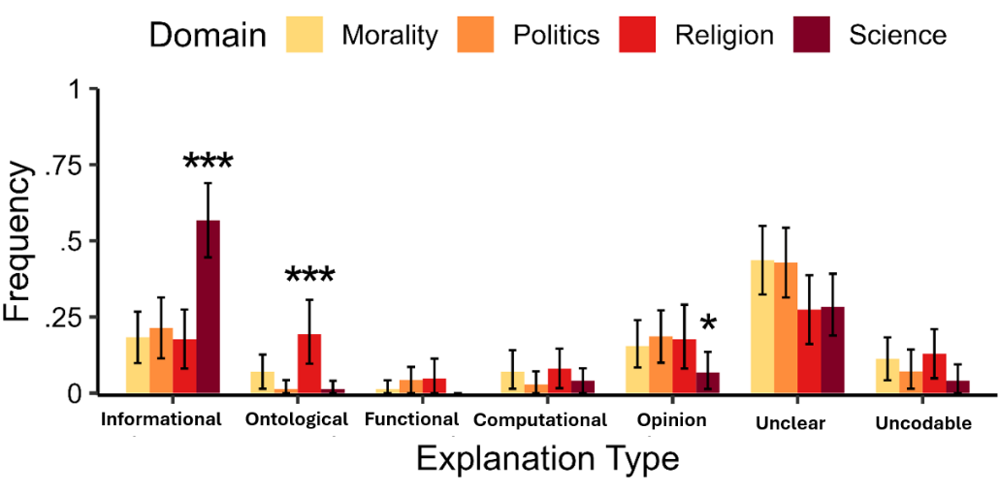 Domain Morality Politics Religion Science
1
.75
.5
.25
0
Frequency
***
***
*
Informational Ontological Functional Computational Opinion Unclear Uncodable
Explanation Type